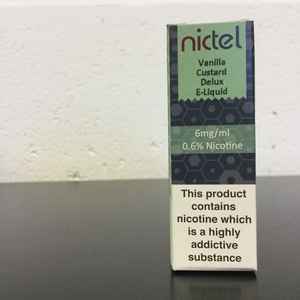 nictel
Vanilla
Custard
Delux
E-Liquid
6mg/ml
0.6% Nicotine
This product
contains
nicotine which
is a highly
addictive
substance